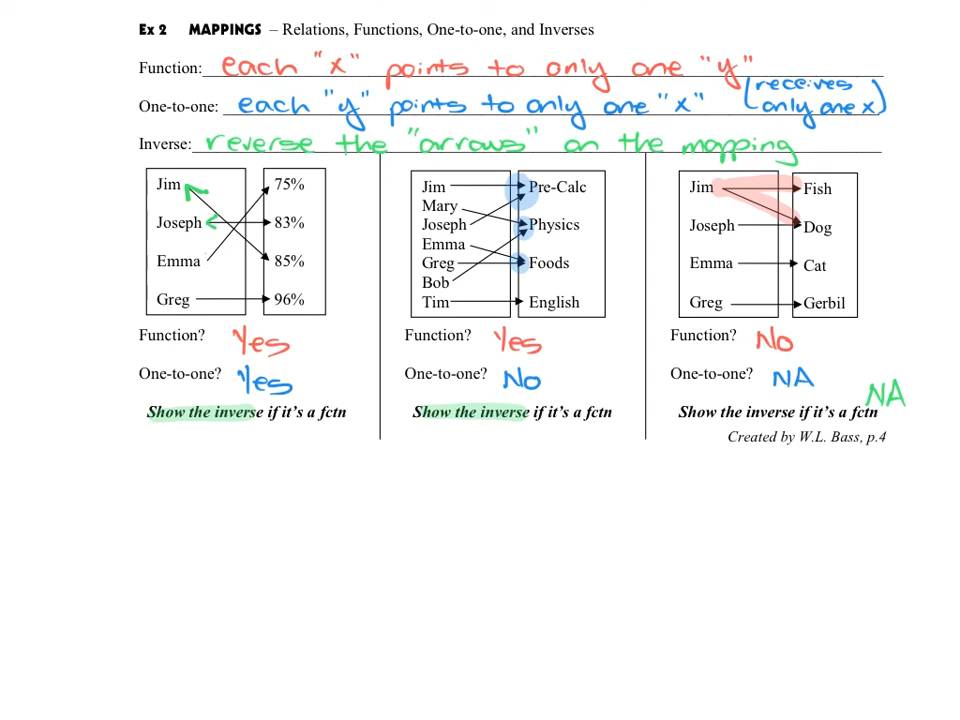 Ex 2 MAPPINGS – Relations, Functions, One-to-one, and Inverses
Function: each "x" points to only one "y"
One-to-one: each "y" points to only one "x" (receives only one x)
Inverse: reverse the "arrows" on the mapping
Jim 75%
Joseph 83%
Emma 85%
Greg 96%
Function? Yes
One-to-one? Yes
Show the inverse if it's a fctn
Jim Pre-Calc
Mary
Joseph Physics
Emma
Greg Foods
Bob
Tim English
Function? Yes
One-to-one? No
Show the inverse if it's a fctn
Jim Fish
Joseph Dog
Emma Cat
Greg Gerbil
Function? No
One-to-one? NA
Show the inverse if it's a fctn NA
Created by W.L. Bass, p.4